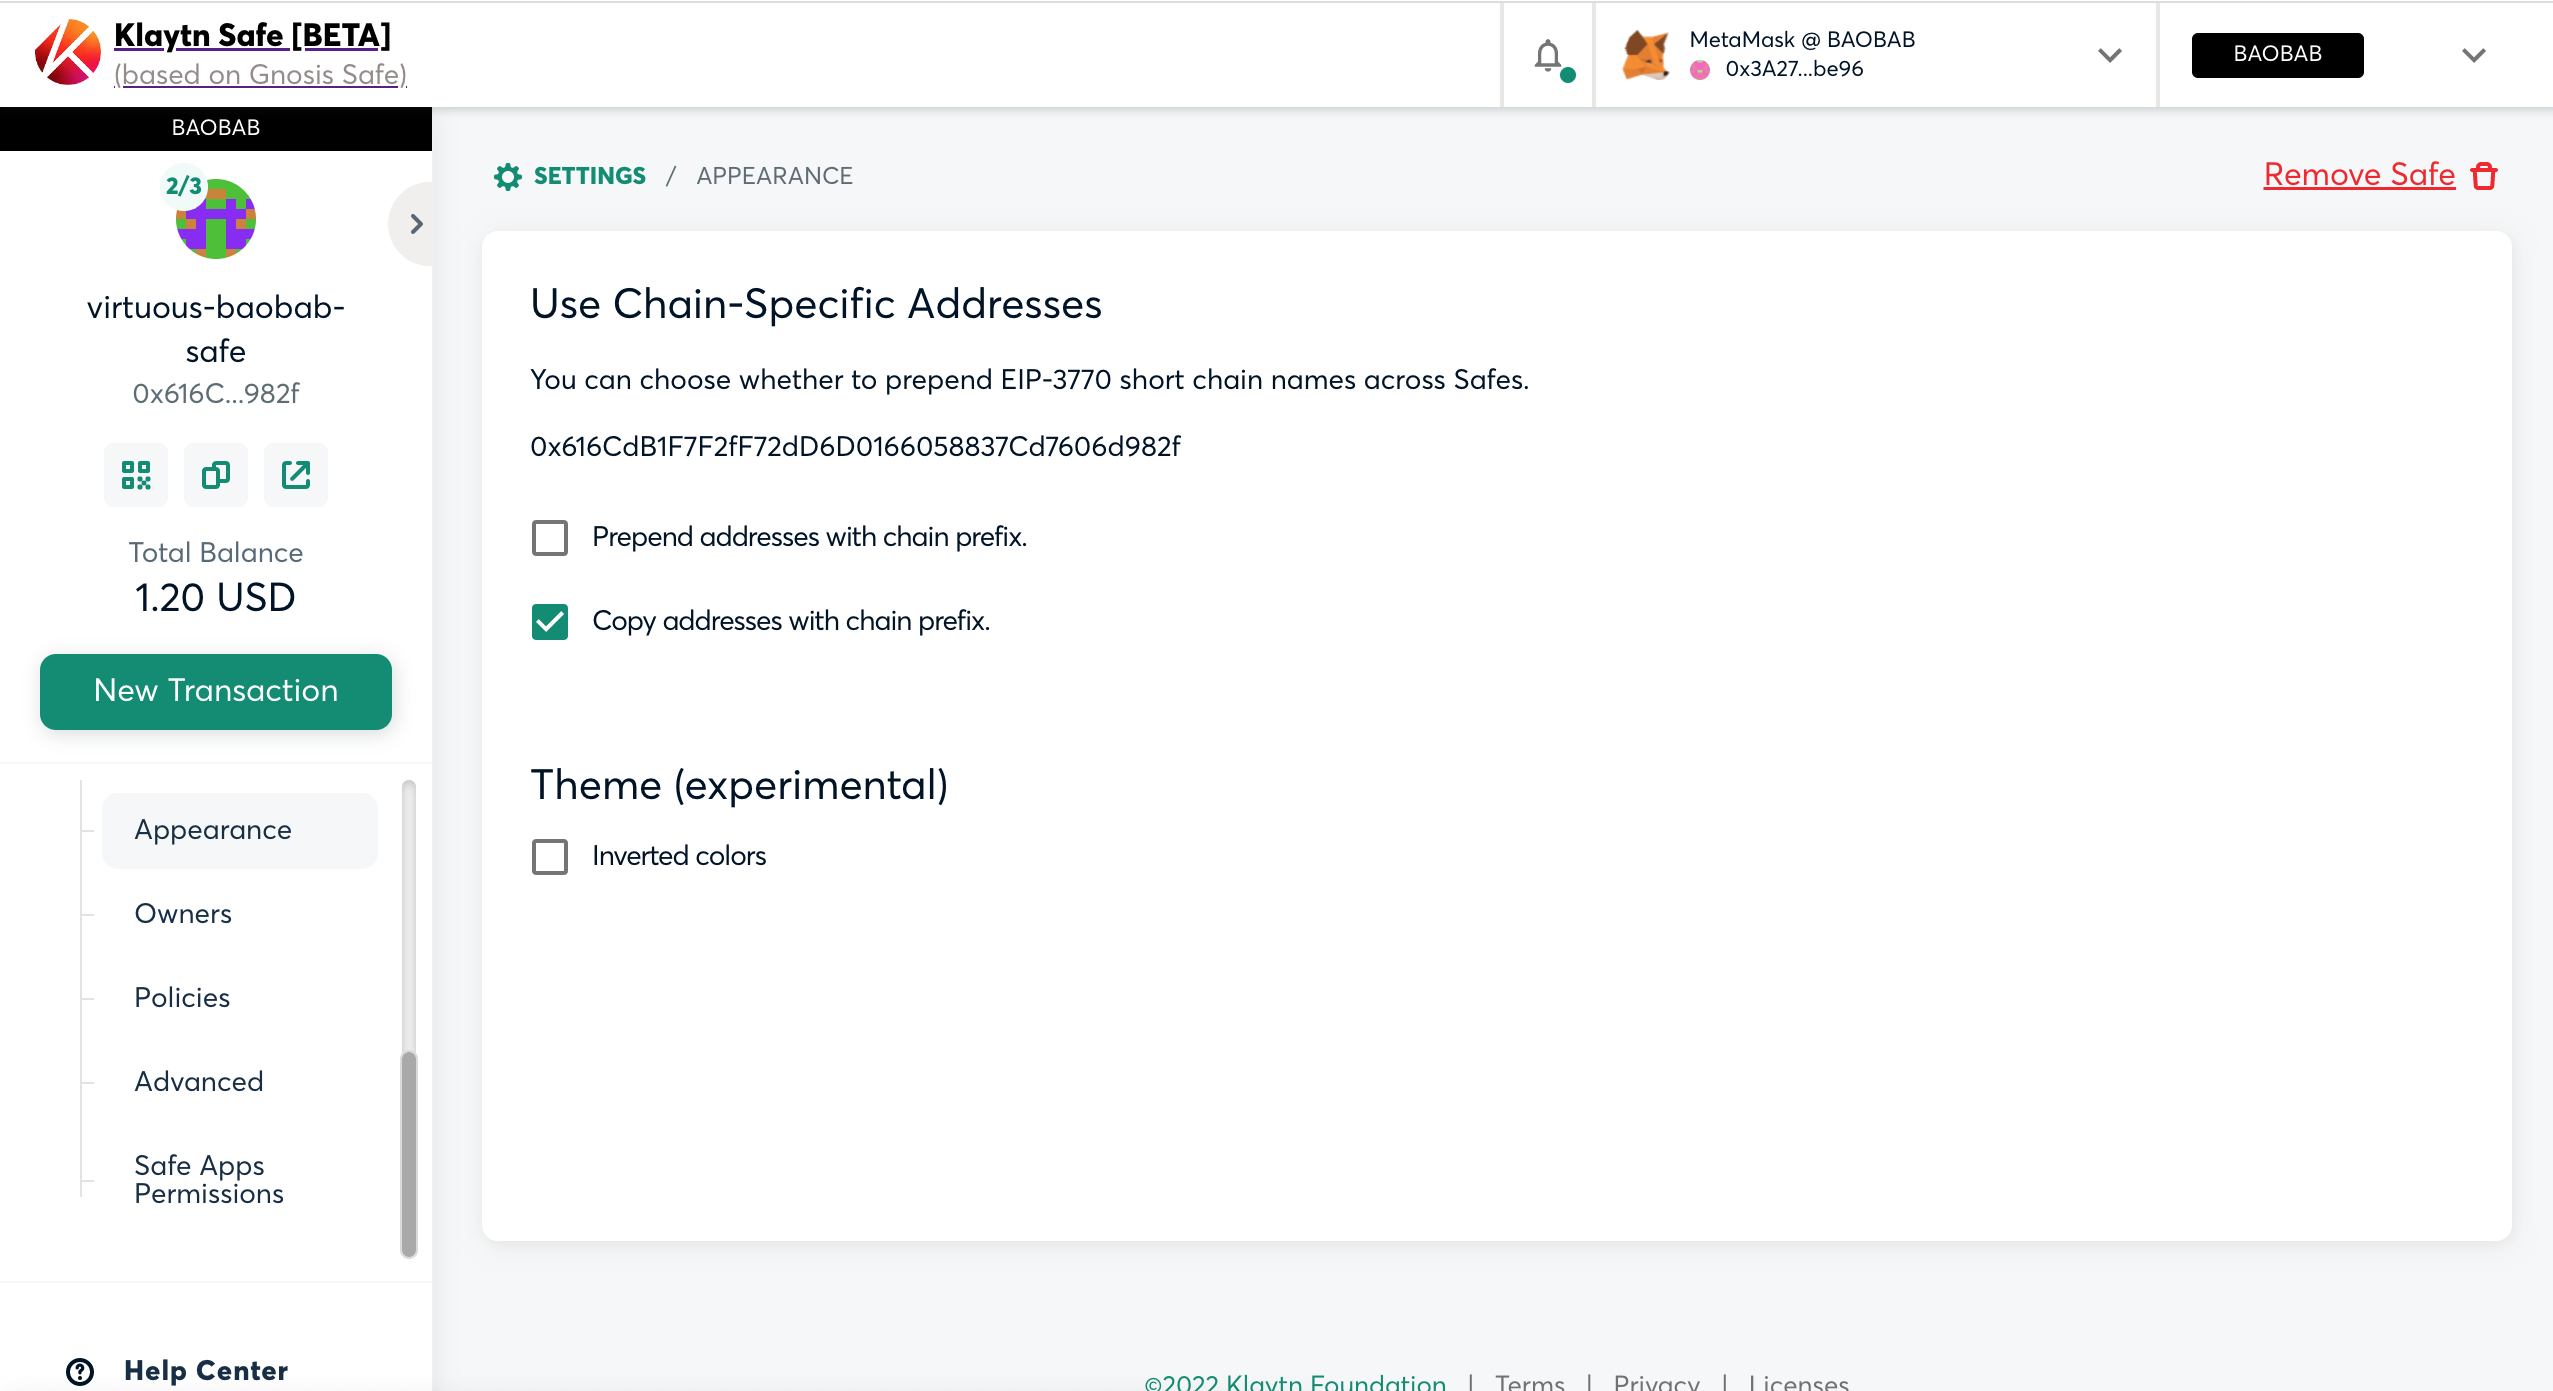 Klaytn Safe [BETA]
(based on Gnosis Safe)
MetaMask @ BAOBAB
0x3A27...be96
BAOBAB
BAOBAB
2/3
virtuous-baobab-
safe
0x616C...982f
Total Balance
1.20 USD
New Transaction
Appearance
Owners
Policies
Advanced
Safe Apps
Permissions
Help Center
SETTINGS / APPEARANCE
Remove Safe
Use Chain-Specific Addresses
You can choose whether to prepend EIP-3770 short chain names across Safes.
0x616CdB1F7F2fF72dD6D0166058837Cd7606d982f
Prepend addresses with chain prefix.
Copy addresses with chain prefix.
Theme (experimental)
Inverted colors
©2022 Klaytn Foundation | Terms | Privacy | Licenses